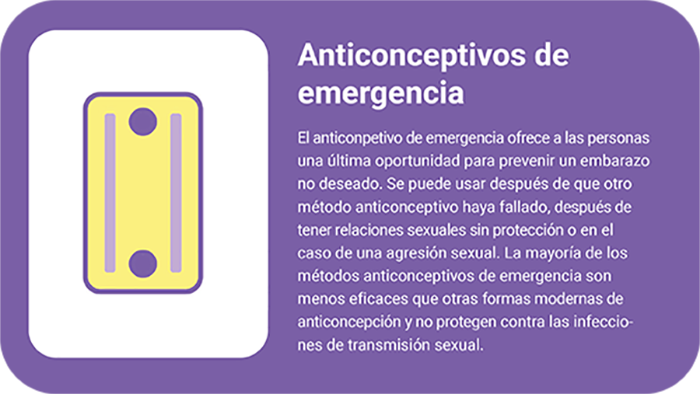 Anticonceptivos de
emergencia
El anticonpetivo de emergencia ofrece a las personas
una última oportunidad para prevenir un embarazo
no deseado. Se puede usar después de que otro
método anticonceptivo haya fallado, después de
tener relaciones sexuales sin protección o en el
caso de una agresión sexual. La mayoría de los
métodos anticonceptivos de emergencia son
menos eficaces que otras formas modernas de
anticoncepción y no protegen contra las infeccio-
nes de transmisión sexual.